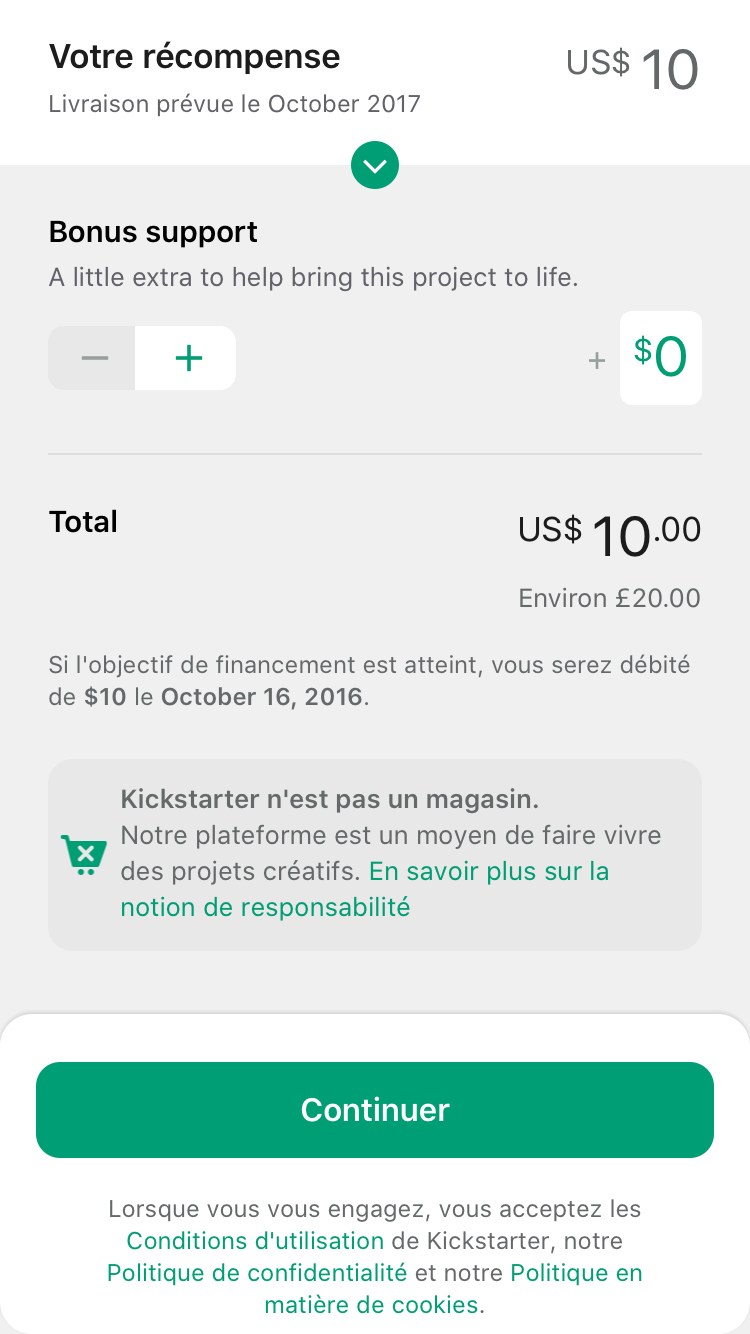 Votre récompense
US$ 10
Livraison prévue le October 2017
Bonus support
A little extra to help bring this project to life.
− +
+ $0
Total
US$ 10.00
Environ £20.00
Si l'objectif de financement est atteint, vous serez débité
de $10 le October 16, 2016.
Kickstarter n'est pas un magasin.
Notre plateforme est un moyen de faire vivre
des projets créatifs. En savoir plus sur la
notion de responsabilité
Continuer
Lorsque vous vous engagez, vous acceptez les
Conditions d'utilisation de Kickstarter, notre
Politique de confidentialité et notre Politique en
matière de cookies.